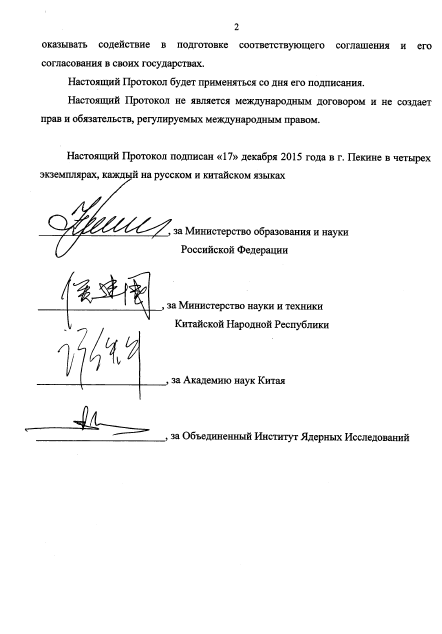 2
оказывать содействие в подготовке соответствующего соглашения и его
согласования в своих государствах.
Настоящий Протокол будет применяться со дня его подписания.
Настоящий Протокол не является международным договором и не создает
прав и обязательств, регулируемых международным правом.
Настоящий Протокол подписан «17» декабря 2015 года в г. Пекине в четырех
экземплярах, каждый на русском и китайском языках
, за Министерство образования и науки
Российской Федерации
, за Министерство науки и техники
Китайской Народной Республики
, за Академию наук Китая
, за Объединенный Институт Ядерных Исследований